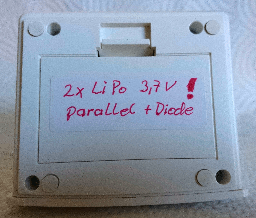 2x LiPo 3,7V !
parallel + Diode